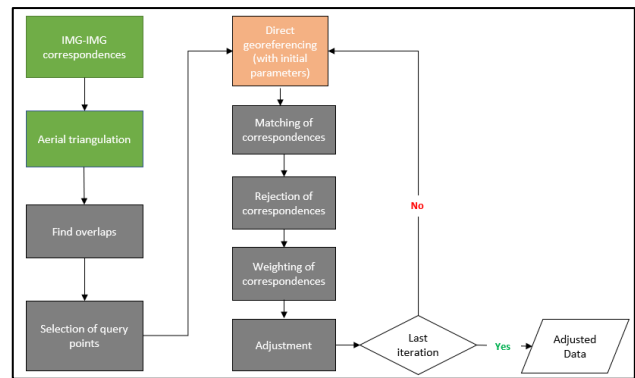 IMG-IMG
correspondences
Aerial triangulation
Find overlaps
Selection of query
points
Direct
georeferencing
(with initial
parameters)
Matching of
correspondences
Rejection of
correspondences
Weighting of
correspondences
Adjustment
Last
iteration
No
Yes
Adjusted
Data